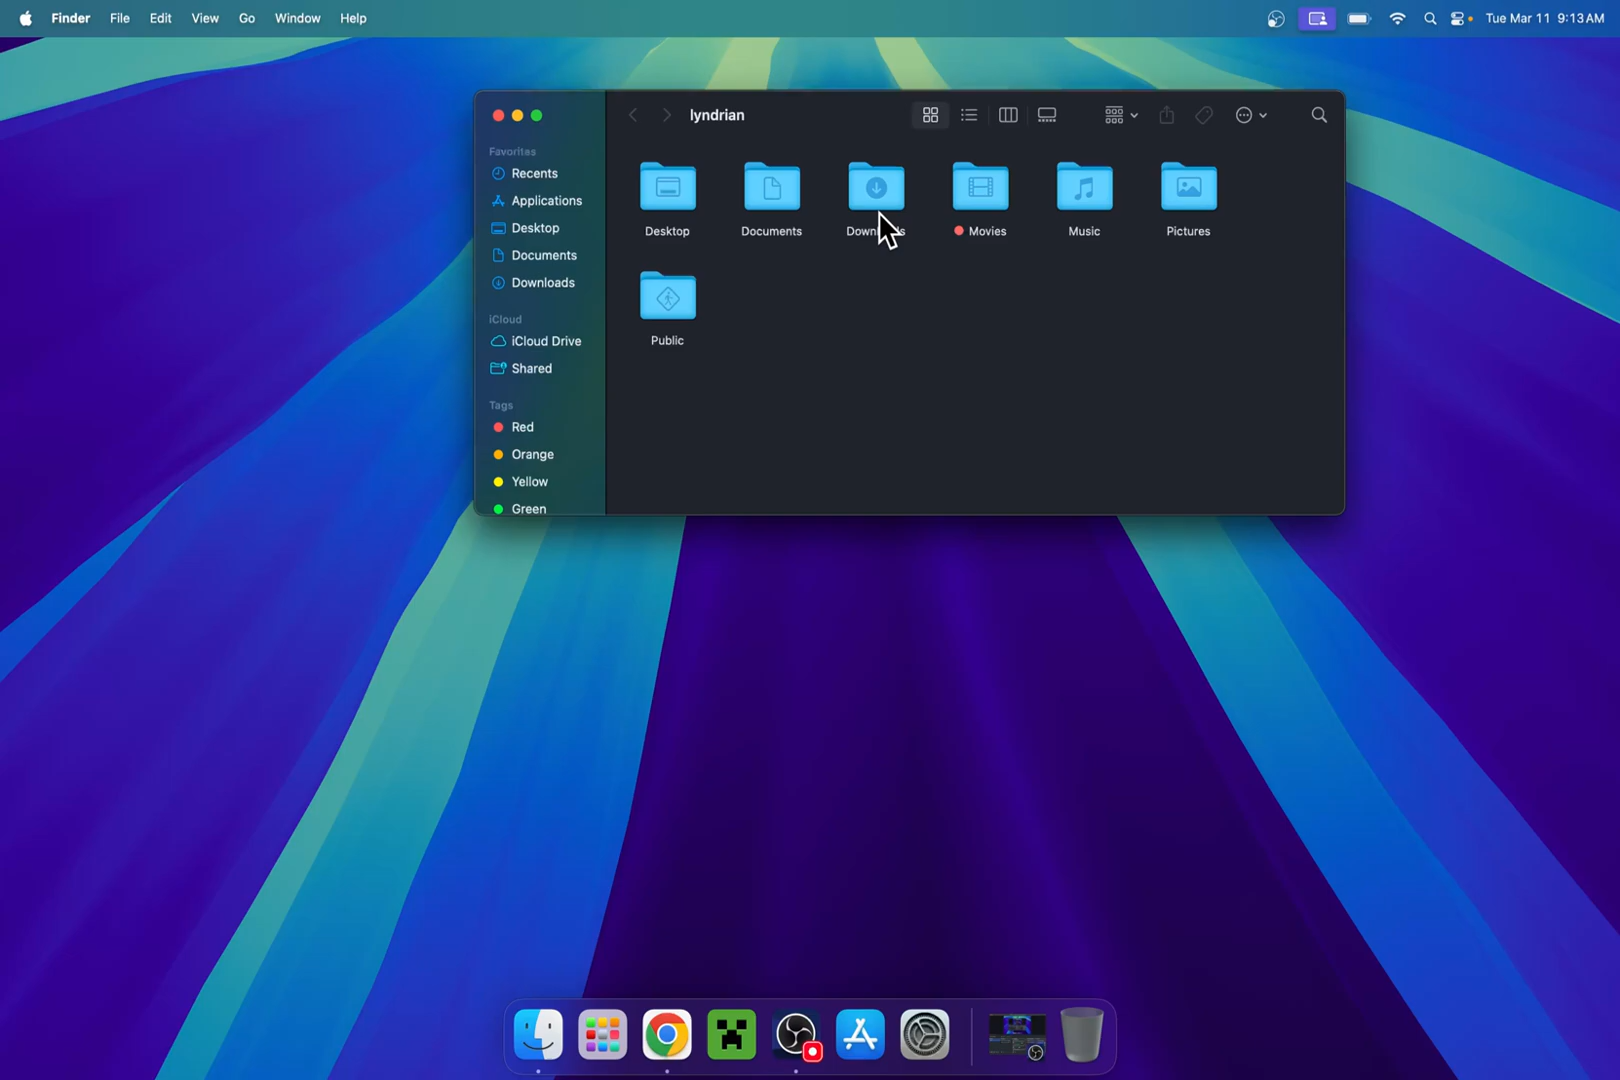 Finder File Edit View Go Window Help Tue Mar 11 9:13 AM
lyndrian
Favorites
Recents
Applications
Desktop
Documents
Downloads
iCloud
iCloud Drive
Shared
Tags
Red
Orange
Yellow
Green
Desktop Documents Downloads Movies Music Pictures
Public